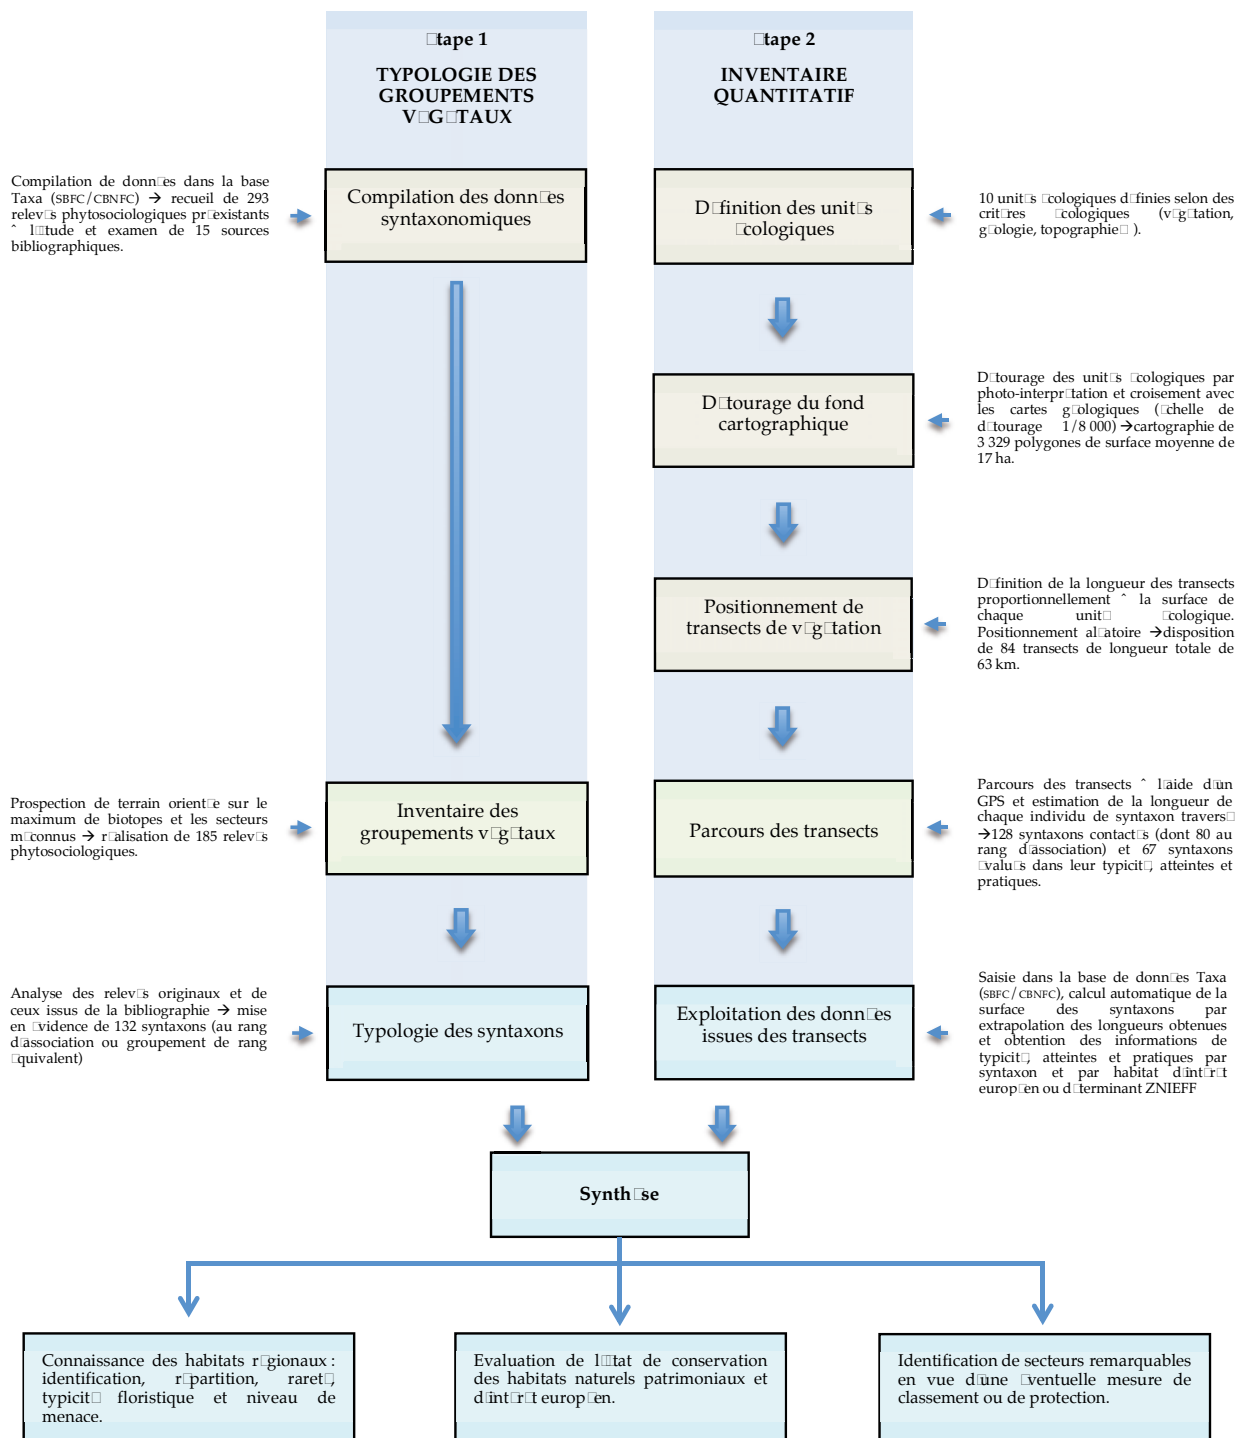 □tape 1
TYPOLOGIE DES
GROUPEMENTS
V□G□TAUX
□tape 2
INVENTAIRE
QUANTITATIF
Compilation de donn□es dans la base
Taxa (SBFC/CBNFC) → recueil de 293
relev□s phytosociologiques pr□existants
ˆ l□□tude et examen de 15 sources
bibliographiques.
Compilation des donn□es
syntaxonomiques
D□finition des unit□s
□cologiques
10 unit□s □cologiques d□finies selon des
crit□res □cologiques (v□g□tation,
g□ologie, topographie□ ).
D□tourage du fond
cartographique
D□tourage des unit□s □cologiques par
photo-interpr□tation et croisement avec
les cartes g□ologiques (□chelle de
d□tourage 1/8 000) →cartographie de
3 329 polygones de surface moyenne de
17 ha.
Positionnement de
transects de v□g□tation
D□finition de la longueur des transects
proportionnellement ˆ la surface de
chaque unit□ □cologique.
Positionnement al□atoire →disposition
de 84 transects de longueur totale de
63 km.
Prospection de terrain orient□e sur le
maximum de biotopes et les secteurs
m□connus → r□alisation de 185 relev□s
phytosociologiques.
Inventaire des
groupements v□g□taux
Parcours des transects
Parcours des transects ˆ l□aide d□un
GPS et estimation de la longueur de
chaque individu de syntaxon travers□
→128 syntaxons contact□s (dont 80 au
rang d□association) et 67 syntaxons
□valu□s dans leur typicit□, atteintes et
pratiques.
Analyse des relev□s originaux et de
ceux issus de la bibliographie → mise
en □vidence de 132 syntaxons (au rang
d□association ou groupement de rang
□quivalent)
Typologie des syntaxons
Exploitation des donn□es
issues des transects
Saisie dans la base de donn□es Taxa
(SBFC/CBNFC), calcul automatique de la
surface des syntaxons par
extrapolation des longueurs obtenues
et obtention des informations de
typicit□, atteintes et pratiques par
syntaxon et par habitat d□int□r□t
europ□en ou d□terminant ZNIEFF
Synth□se
Connaissance des habitats r□gionaux :
identification, r□partition, raret□,
typicit□ floristique et niveau de
menace.
Evaluation de l□□tat de conservation
des habitats naturels patrimoniaux et
d□int□r□t europ□en.
Identification de secteurs remarquables
en vue d□une □ventuelle mesure de
classement ou de protection.